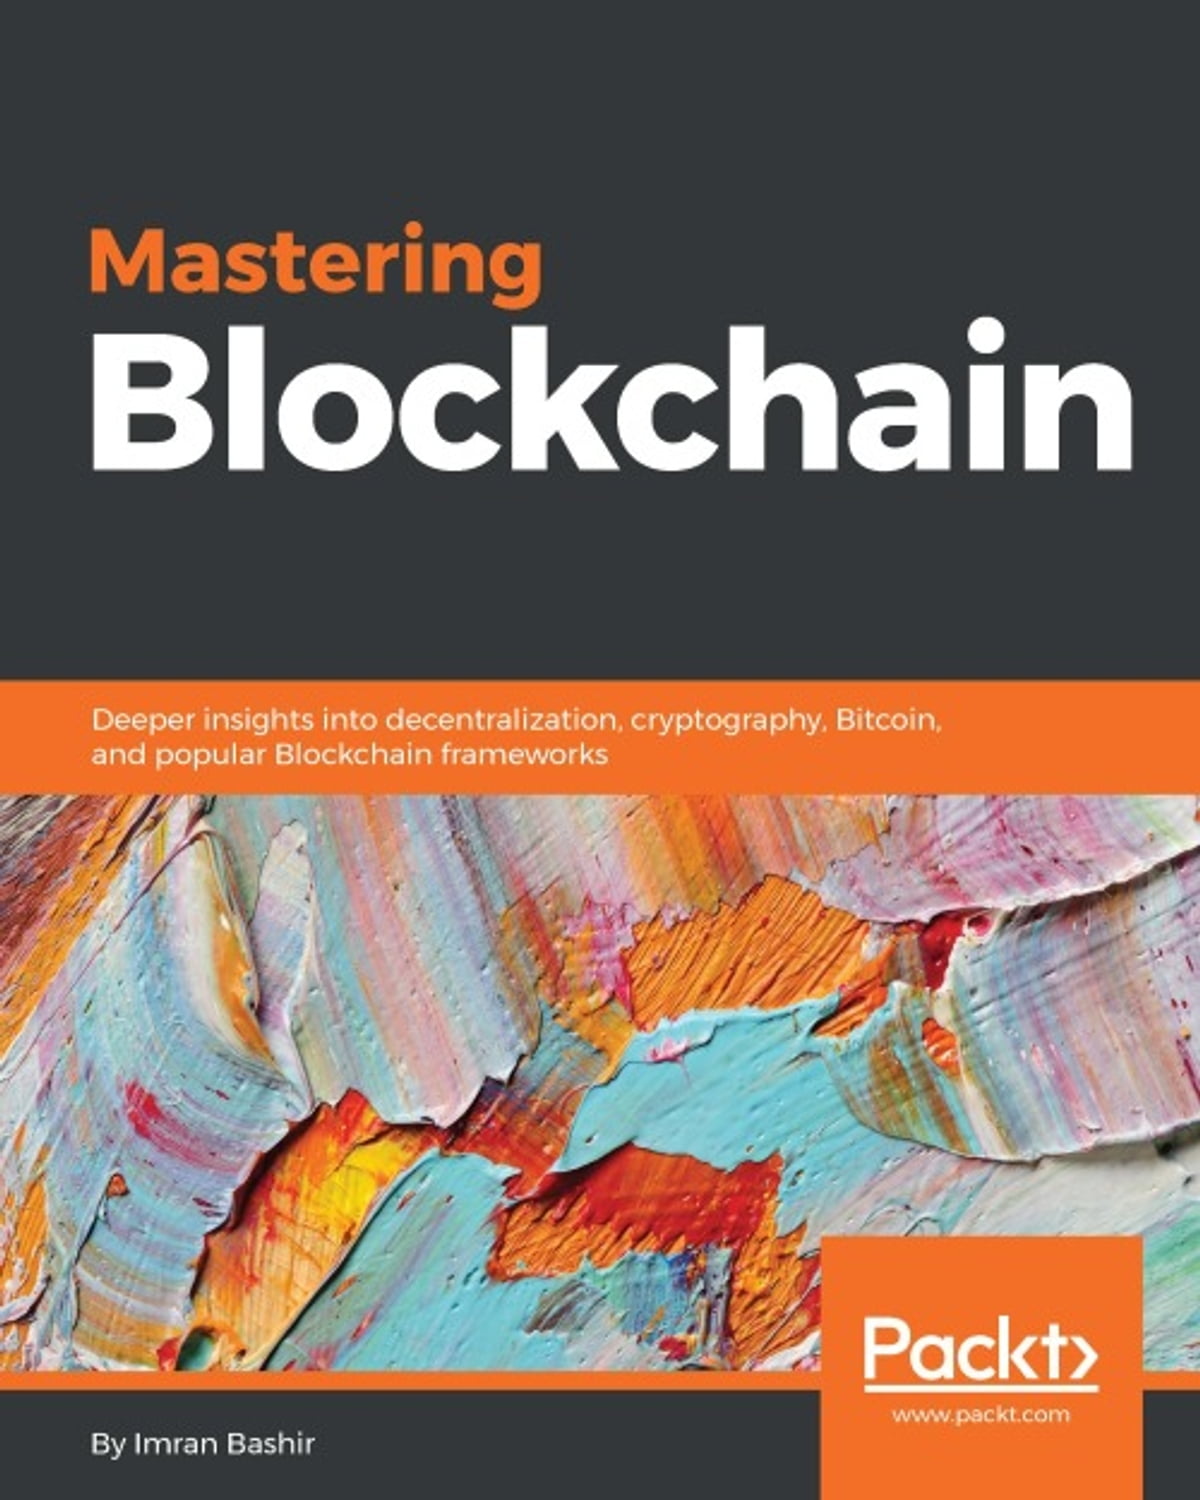 Mastering
Blockchain
Deeper insights into decentralization, cryptography, Bitcoin,
and popular Blockchain frameworks
Packt>
www.packt.com
By Imran Bashir